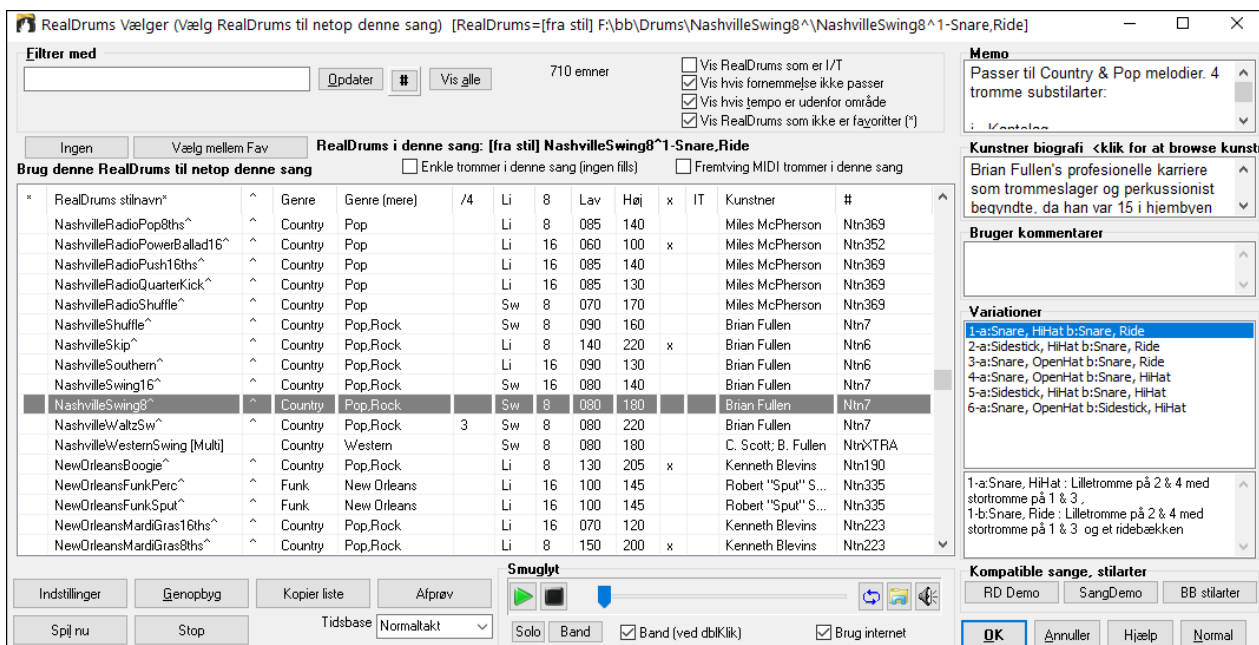 RealDrums Vælger (Vælg RealDrums til netop denne sang) [RealDrums=[fra stil] F:\bb\Drums\NashvilleSwing8^\NashvilleSwing8^1-Snare,Ride]
Filtrer med
Opdater # Vis alle 710 emner
Vis RealDrums som er I/T
Vis hvis fornemmelse ikke passer
Vis hvis tempo er udenfor område
Vis RealDrums som ikke er favoritter (*)
Ingen Vælg mellem Fav RealDrums i denne sang: [fra stil] NashvilleSwing8^1-Snare,Ride
Brug denne RealDrums til netop denne sang Enkle trommer i denne sang (ingen fills) Fremtving MIDI trommer i denne sang
* RealDrums stilnavn* ^ Genre Genre (mere) /4 Li 8 Lav Høj x IT Kunstner #
NashvilleRadioPop8ths^ ^ Country Pop Li 8 085 140 Miles McPherson Ntn369
NashvilleRadioPowerBallad16^ ^ Country Pop Li 16 060 100 x Miles McPherson Ntn352
NashvilleRadioPush16ths^ ^ Country Pop Li 16 085 140 Miles McPherson Ntn369
NashvilleRadioQuarterKick^ ^ Country Pop Li 16 085 130 Miles McPherson Ntn369
NashvilleRadioShuffle^ ^ Country Pop Sw 8 070 170 Miles McPherson Ntn369
NashvilleShuffle^ ^ Country Pop,Rock Sw 8 090 160 Brian Fullen Ntn7
NashvilleSkip^ ^ Country Pop,Rock Li 8 140 220 x Brian Fullen Ntn6
NashvilleSouthern^ ^ Country Pop,Rock Li 16 090 130 Brian Fullen Ntn6
NashvilleSwing16^ ^ Country Pop,Rock Sw 16 080 140 Brian Fullen Ntn7
NashvilleSwing8^ ^ Country Pop,Rock Sw 8 080 180 Brian Fullen Ntn7
NashvilleWaltzSw^ ^ Country Pop,Rock 3 Sw 8 080 220 Brian Fullen Ntn7
NashvilleWesternSwing [Multi] Country Western Sw 8 080 180 C. Scott; B. Fullen NtnXTRA
NewOrleansBoogie^ ^ Country Pop,Rock Li 8 130 205 x Kenneth Blevins Ntn190
NewOrleansFunkPerc^ ^ Funk New Orleans Li 16 100 145 Robert "Sput" S... Ntn335
NewOrleansFunkSput^ ^ Funk New Orleans Li 16 100 145 Robert "Sput" S... Ntn335
NewOrleansMardiGras16ths^ ^ Country Pop,Rock Li 16 070 120 Kenneth Blevins Ntn223
NewOrleansMardiGras8ths^ ^ Country Pop,Rock Li 8 150 200 x Kenneth Blevins Ntn223
Indstillinger Genopbyg Kopier liste Afprøv
Spil nu Stop Tidsbase Normaltakt
Smuglyt
Solo Band Band (ved dblKlik) Brug internet
Memo
Passer til Country & Pop melodier. 4
tromme substilarter:
Kunstner biografi <klik for at browse kunstn
Brian Fullen's profesionelle karriere
som trommeslager og perkussionist
begyndte, da han var 15 i hjembyen
Bruger kommentarer
Variationer
1-a:Snare, HiHat b:Snare, Ride
2-a:Sidestick, HiHat b:Snare, Ride
3-a:Snare, OpenHat b:Snare, Ride
4-a:Snare, OpenHat b:Snare, HiHat
5-a:Sidestick, HiHat b:Snare, HiHat
6-a:Snare, OpenHat b:Sidestick, HiHat
1-a:Snare, HiHat : Lilletromme på 2 & 4 med
stortromme på 1 & 3 ,
1-b:Snare, Ride : Lilletromme på 2 & 4 med
stortromme på 1 & 3 og et ridebækken
Kompatible sange, stilarter
RD Demo SangDemo BB stilarter
OK Annuller Hjælp Normal